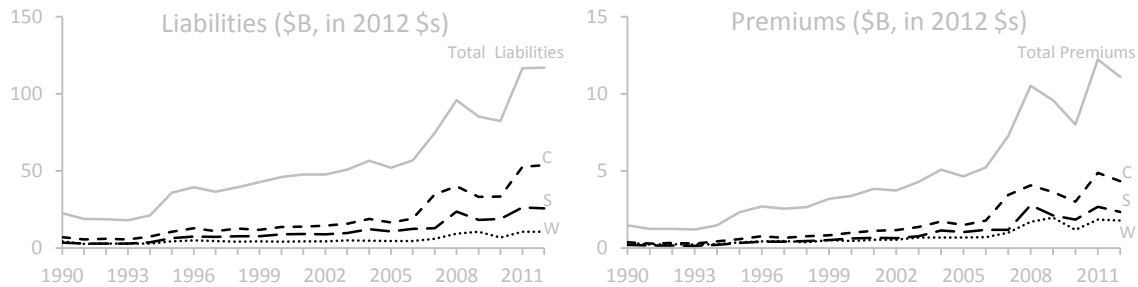 Liabilities ($B, in 2012 $s)
150
100
50
0
Total Liabilities
C
S
W
1990 1993 1996 1999 2002 2005 2008 2011
Premiums ($B, in 2012 $s)
15
10
5
0
Total Premiums
C
S
W
1990 1993 1996 1999 2002 2005 2008 2011